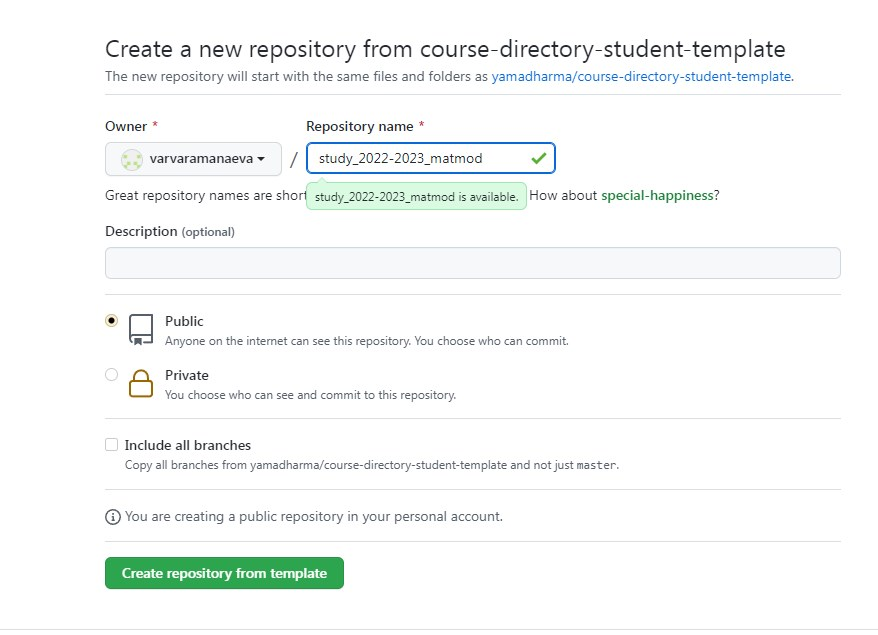 Create a new repository from course-directory-student-template
The new repository will start with the same files and folders as yamadharma/course-directory-student-template.
Owner *
Repository name *
varvaramanaeva / study_2022-2023_matmod
Great repository names are short
study_2022-2023_matmod is available.
How about special-happiness?
Description (optional)
Public
Anyone on the internet can see this repository. You choose who can commit.
Private
You choose who can see and commit to this repository.
Include all branches
Copy all branches from yamadharma/course-directory-student-template and not just master.
You are creating a public repository in your personal account.
Create repository from template